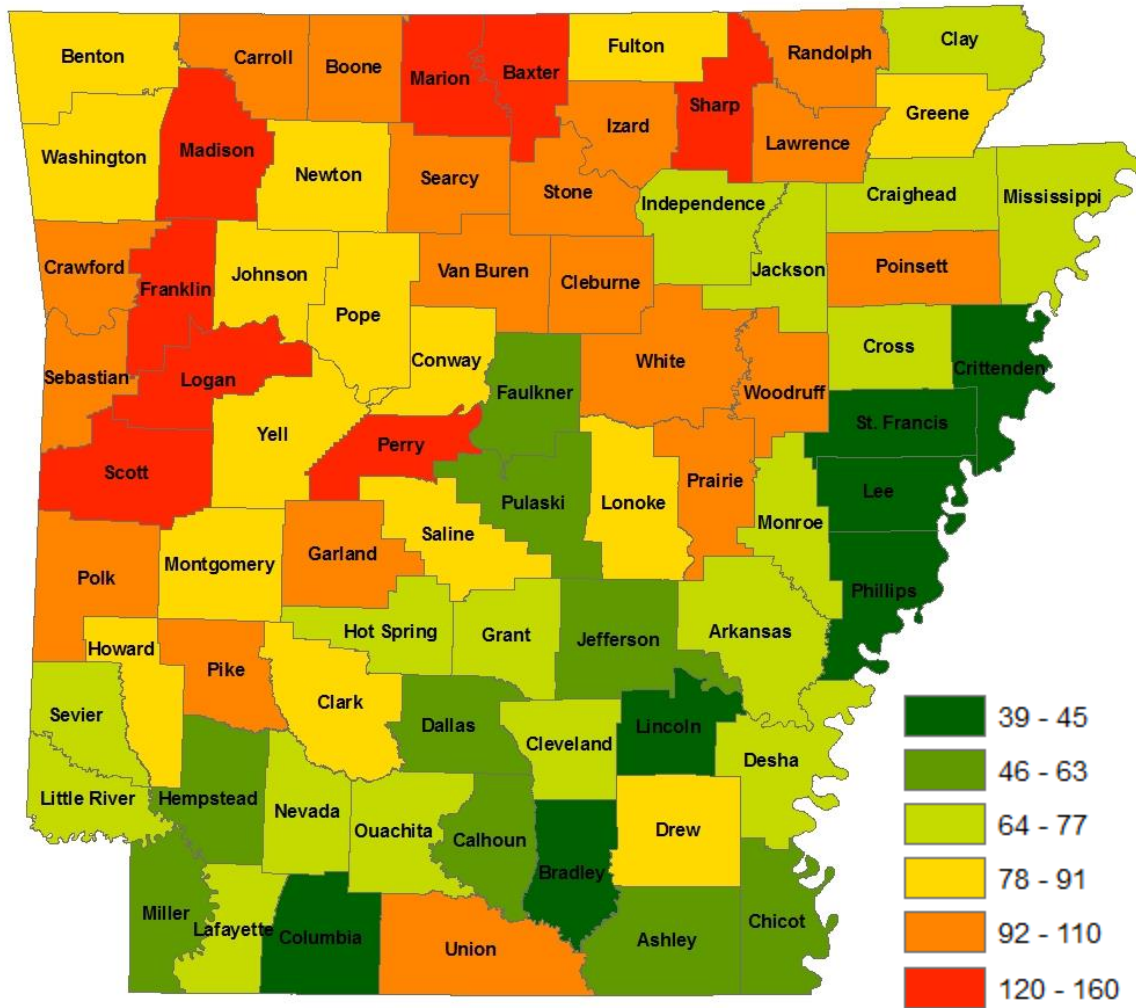 Benton
Carroll
Boone
Marion
Baxter
Fulton
Sharp
Randolph
Clay
Greene
Washington
Madison
Newton
Searcy
Stone
Izard
Lawrence
Independence
Craighead
Mississippi
Crawford
Franklin
Johnson
Pope
Van Buren
Cleburne
Jackson
Poinsett
Sebastian
Logan
Conway
Faulkner
White
Woodruff
Cross
Crittenden
Scott
Yell
Perry
Pulaski
Lonoke
Prairie
St. Francis
Lee
Monroe
Phillips
Polk
Montgomery
Garland
Saline
Hot Spring
Grant
Jefferson
Arkansas
Howard
Pike
Clark
Dallas
Cleveland
Lincoln
Desha
Sevier
Little River
Hempstead
Nevada
Ouachita
Calhoun
Bradley
Drew
Miller
Lafayette
Columbia
Union
Ashley
Chicot
39 - 45
46 - 63
64 - 77
78 - 91
92 - 110
120 - 160